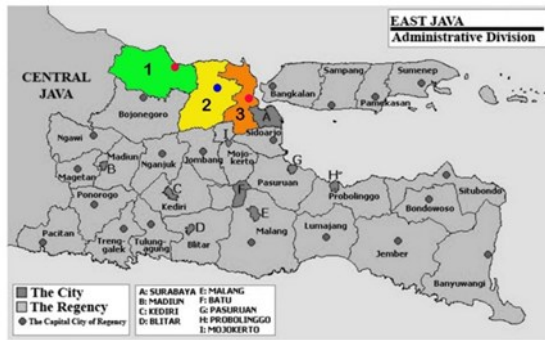 EAST JAVA
Administrative Division
CENTRAL
JAVA
1
2
3
A
Bangkalan
Sampang
Pamekasan
Sumenep
Bojonegoro
Sidoarjo
Ngawi
Madiun
B
Magetan
Nganjuk
Jombang
I
Mojo-
kerto
Pasuruan
G
H
Probolinggo
Situbondo
Bondowoso
Ponorogo
C
Kediri
F
E
Malang
Pacitan
Treng-
galek
Tulung-
agung
D
Blitar
Lumajang
Jember
Banyuwangi
The City
The Regency
The Capital City of Regency
A: SURABAYA
B: MADIUN
C: KEDIRI
D: BLITAR
E: MALANG
F: BATU
G: PASURUAN
H: PROBOLINGGO
I: MOJOKERTO